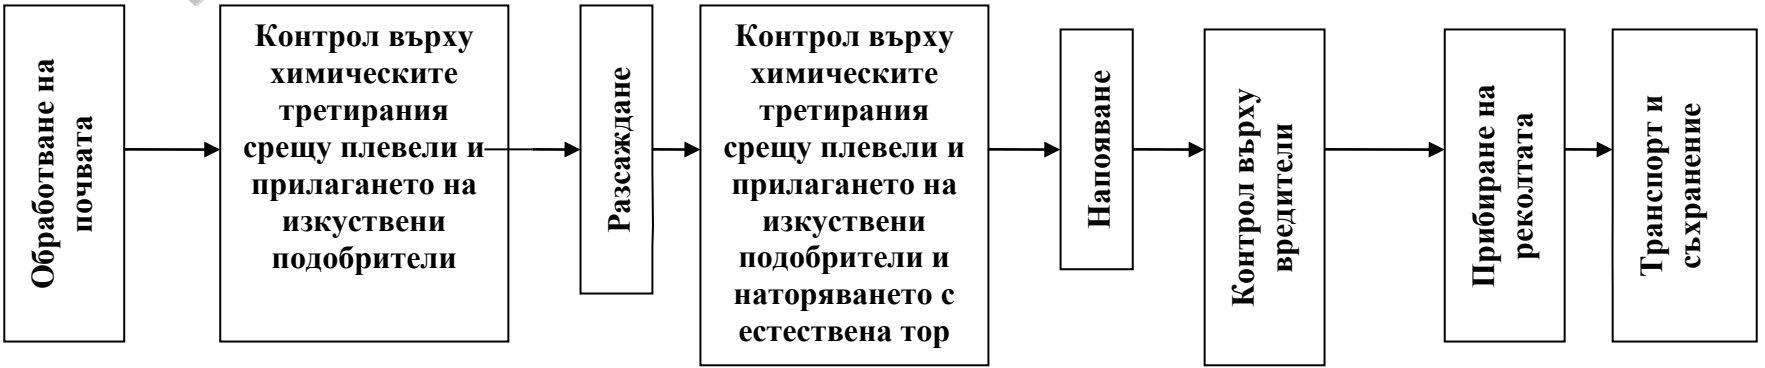 Обработване на
почвата
Контрол върху
химическите
третирания
срещу плевели и
прилагането на
изкуствени
подобрители
Разсаждане
Контрол върху
химическите
третирания
срещу плевели и
прилагането на
изкуствени
подобрители и
наторяването с
естествена тор
Напояване
Контрол върху
вредители
Прибиране на
реколтата
Транспорт и
съхранение